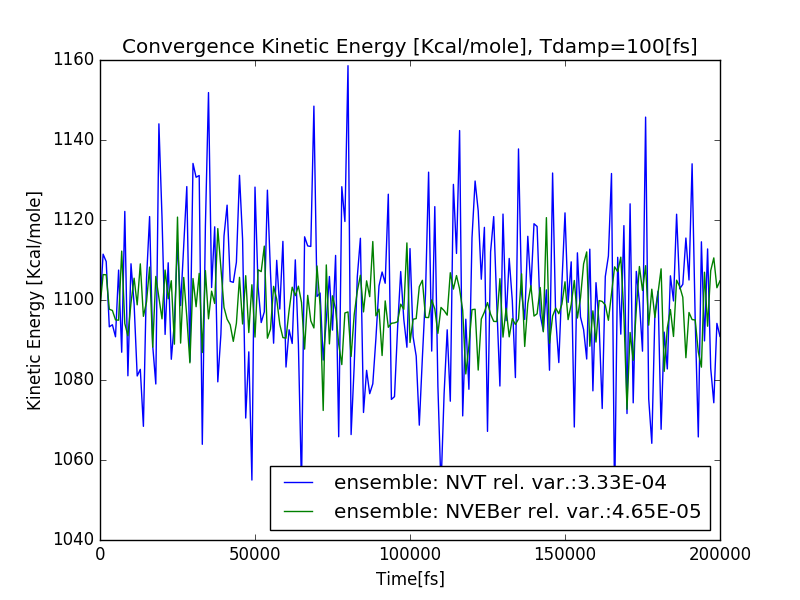 Convergence Kinetic Energy [Kcal/mole], Tdamp=100[fs]
1160
1140
1120
1100
1080
1060
1040
Kinetic Energy [Kcal/mole]
ensemble: NVT rel. var.:3.33E-04
ensemble: NVEBer rel. var.:4.65E-05
0 50000 100000 150000 200000
Time[fs]